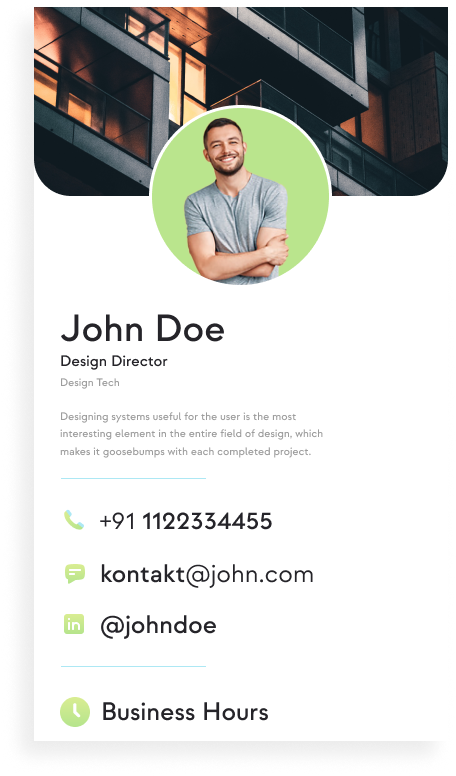 John Doe
Design Director
Design Tech
Designing systems useful for the user is the most
interesting element in the entire field of design, which
makes it goosebumps with each completed project.
+91 1122334455
kontakt@john.com
in
@johndoe
Business Hours